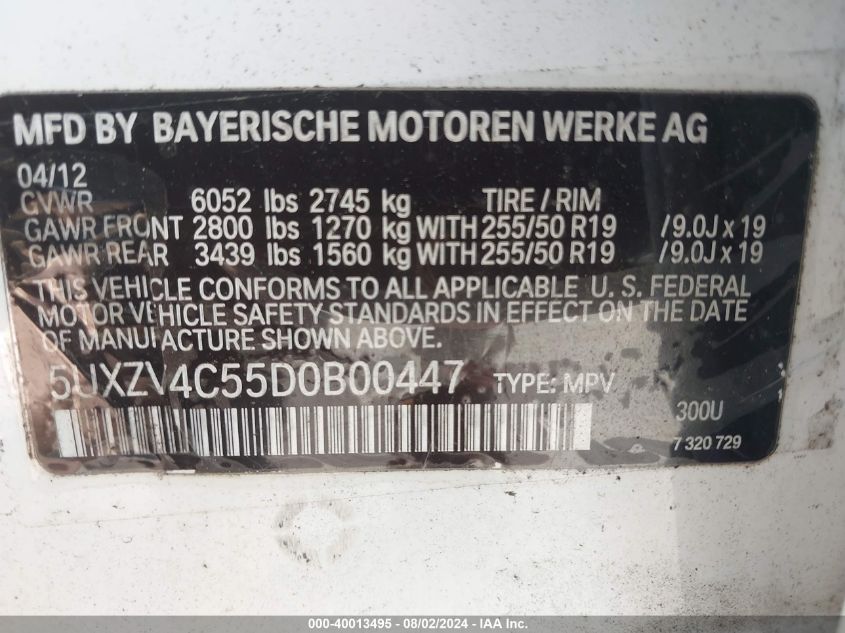 MFD BY BAYERISCHE MOTOREN WERKE AG
04/12
GVWR 6052 lbs 2745 kg TIRE / RIM
GAWR FRONT 2800 lbs 1270 kg WITH 255/50 R19 /9.0J x 19
GAWR REAR 3439 lbs 1560 kg WITH 255/50 R19 /9.0J x 19
THIS VEHICLE CONFORMS TO ALL APPLICABLE U. S. FEDERAL
MOTOR VEHICLE SAFETY STANDARDS IN EFFECT ON THE DATE
OF MANUFACTURE SHOWN ABOVE.
5UXZV4C55D0B00447 TYPE: MPV
300U
7 320 729
000-40013495 - 08/02/2024 - IAA Inc.